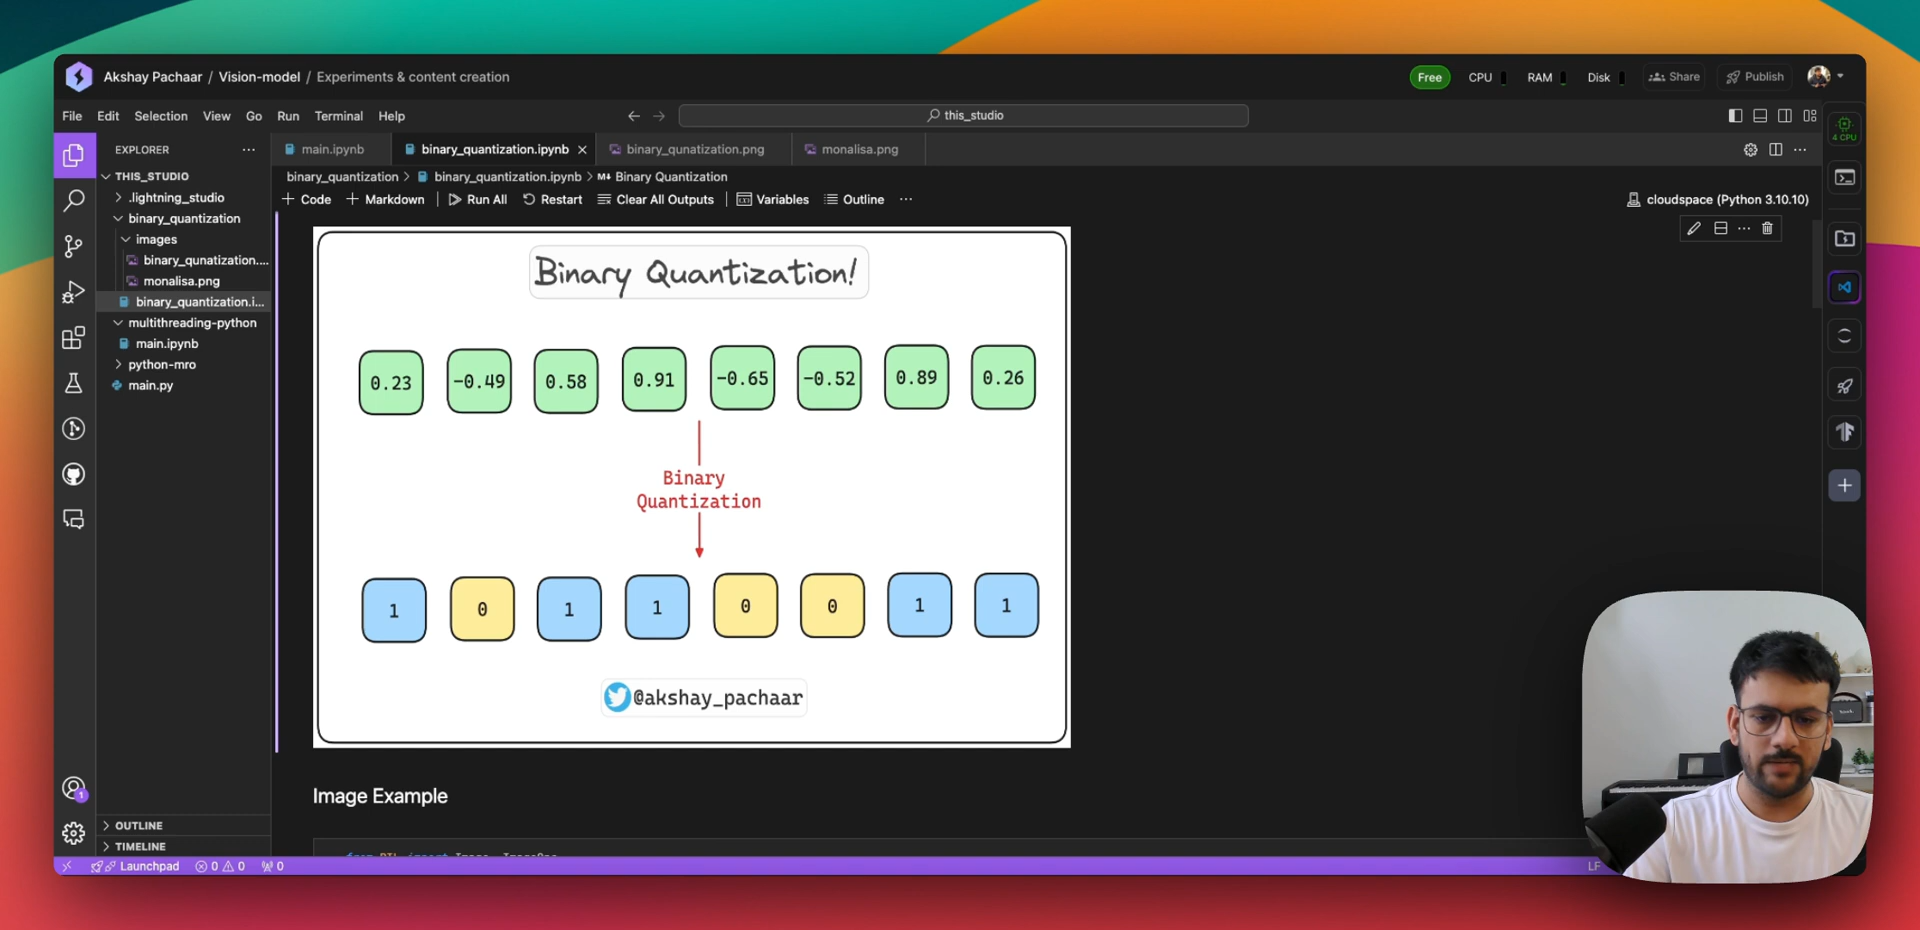 Akshay Pachaar / Vision-model / Experiments & content creation
Free CPU RAM Disk Share Publish
File Edit Selection View Go Run Terminal Help
this_studio
4 CPU
EXPLORER
main.ipynb binary_quantization.ipynb binary_qunatization.png monalisa.png
THIS_STUDIO
.lightning_studio
binary_quantization
images
binary_qunatization....
monalisa.png
binary_quantization.i...
multithreading-python
main.ipynb
python-mro
main.py
OUTLINE
TIMELINE
binary_quantization > binary_quantization.ipynb > M↓ Binary Quantization
+ Code + Markdown Run All Restart Clear All Outputs Variables Outline ...
cloudspace (Python 3.10.10)
Binary Quantization!
0.23 -0.49 0.58 0.91 -0.65 -0.52 0.89 0.26
Binary
Quantization
1 0 1 1 0 0 1 1
@akshay_pachaar
Image Example
1
Launchpad 0 0 0
LF